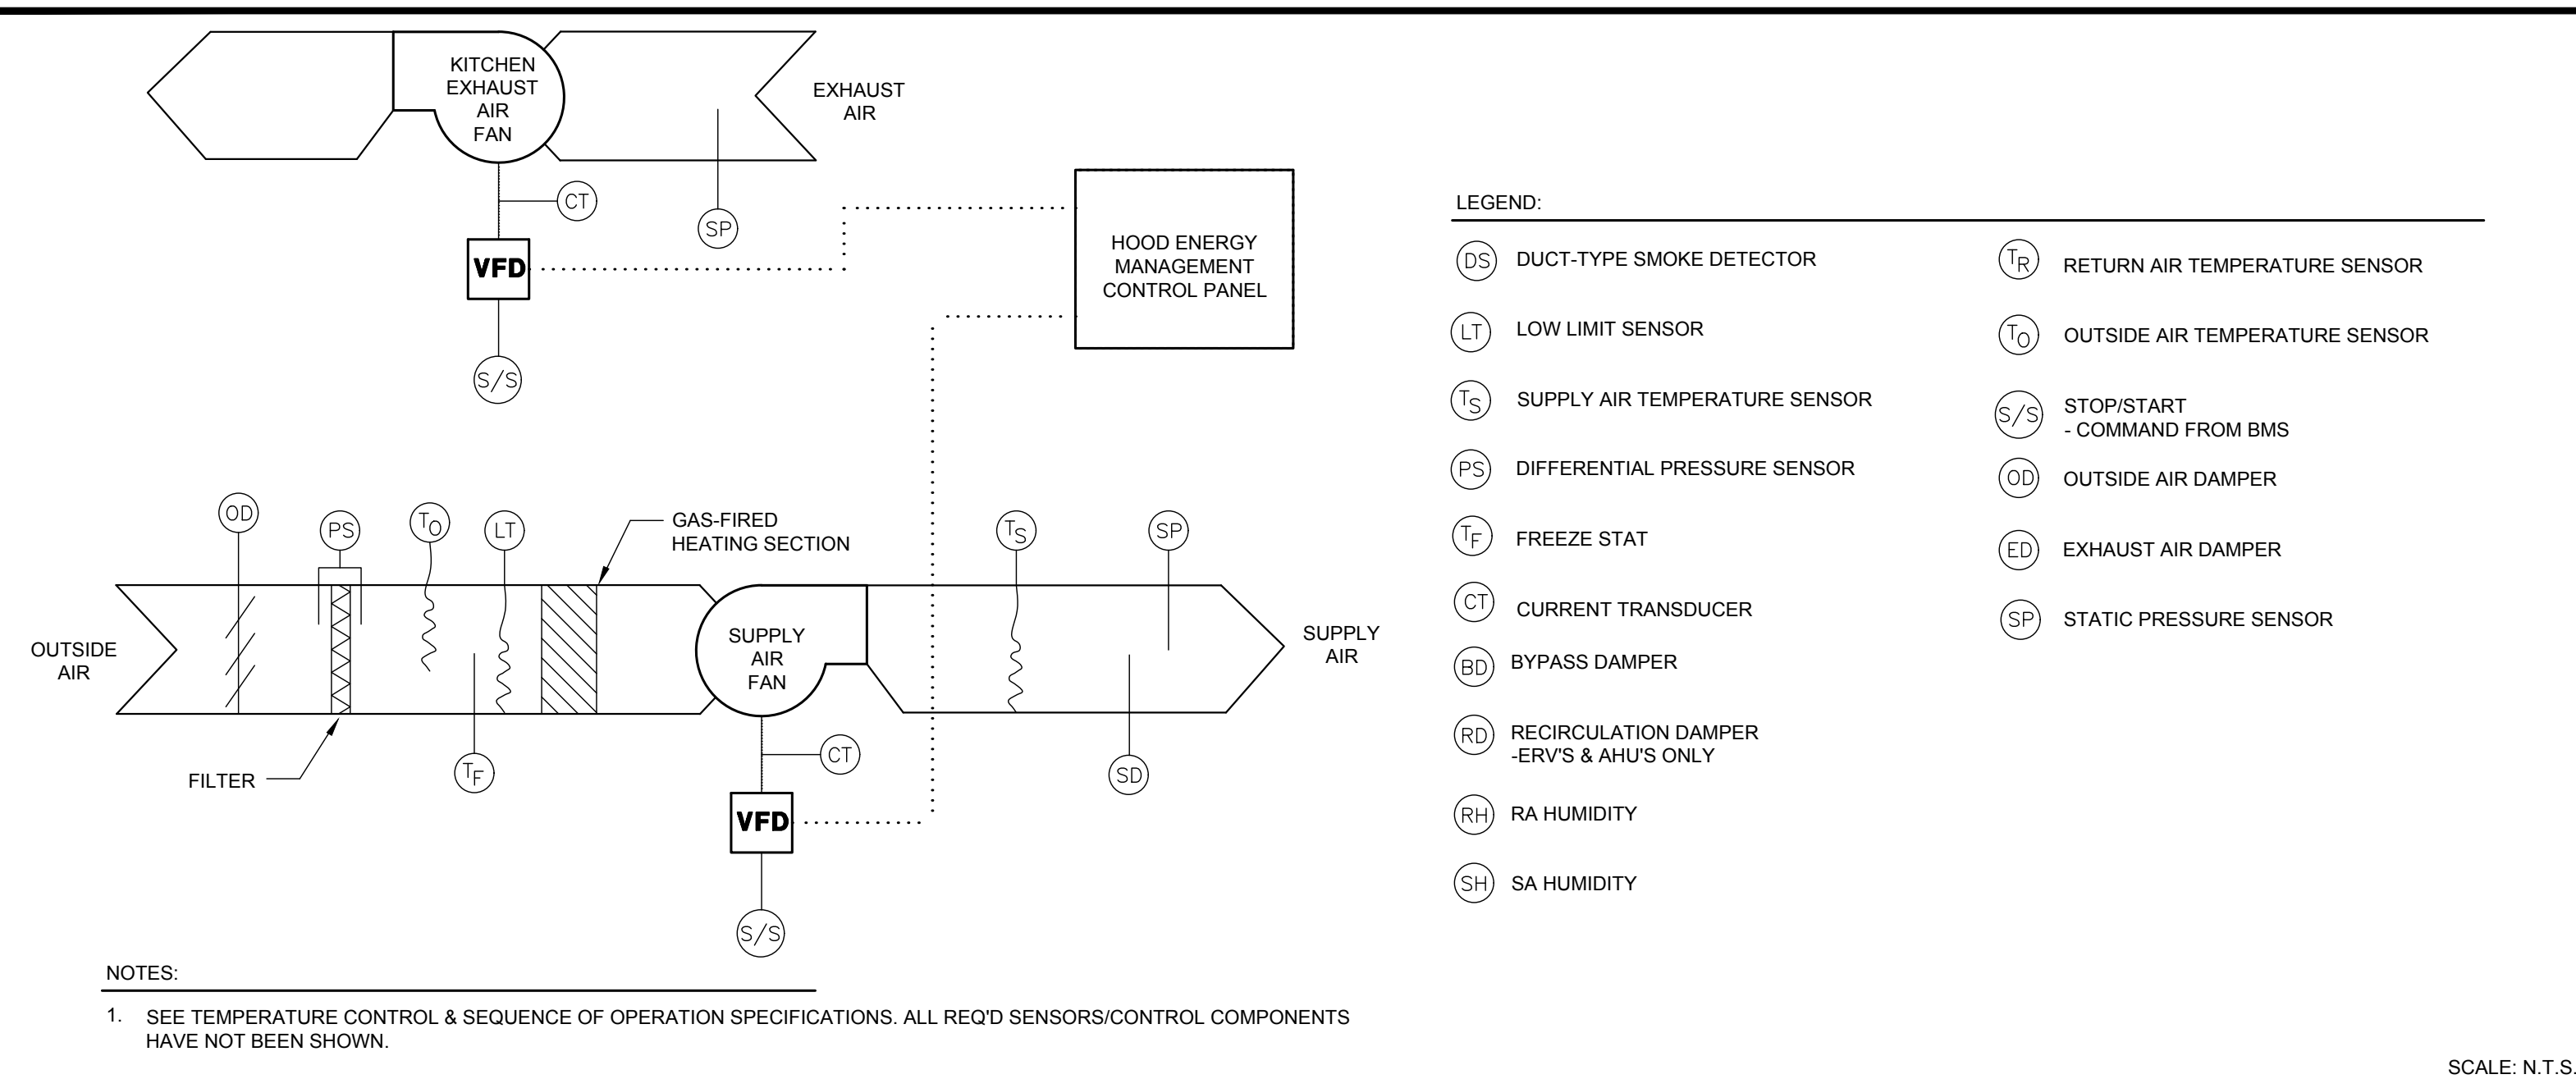 KITCHEN
EXHAUST
AIR
FAN
EXHAUST
AIR
CT
SP
VFD
S/S
HOOD ENERGY
MANAGEMENT
CONTROL PANEL
OD
PS
TO
LT
GAS-FIRED
HEATING SECTION
TS
SP
OUTSIDE
AIR
SUPPLY
AIR
FAN
SUPPLY
AIR
FILTER
TF
CT
SD
VFD
S/S
LEGEND:
DS DUCT-TYPE SMOKE DETECTOR
LT LOW LIMIT SENSOR
TS SUPPLY AIR TEMPERATURE SENSOR
PS DIFFERENTIAL PRESSURE SENSOR
TF FREEZE STAT
CT CURRENT TRANSDUCER
BD BYPASS DAMPER
RD RECIRCULATION DAMPER
-ERV'S & AHU'S ONLY
RH RA HUMIDITY
SH SA HUMIDITY
TR RETURN AIR TEMPERATURE SENSOR
TO OUTSIDE AIR TEMPERATURE SENSOR
S/S STOP/START
- COMMAND FROM BMS
OD OUTSIDE AIR DAMPER
ED EXHAUST AIR DAMPER
SP STATIC PRESSURE SENSOR
NOTES:
1. SEE TEMPERATURE CONTROL & SEQUENCE OF OPERATION SPECIFICATIONS. ALL REQ'D SENSORS/CONTROL COMPONENTS
HAVE NOT BEEN SHOWN.
SCALE: N.T.S.